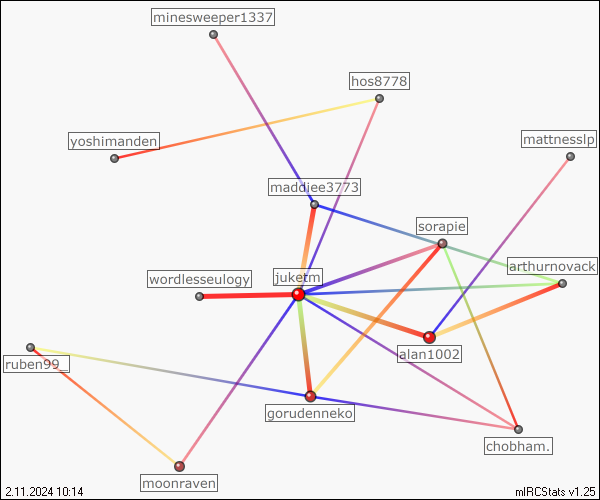 minesweeper1337
hos8778
yoshimanden
mattnesslp
maddiee3773
sorapie
arthurnovack
wordlesseulogy
juketm
alan1002
ruben99_
gorudenneko
chobham.
moonraven
2.11.2024 10:14
mIRCStats v1.25